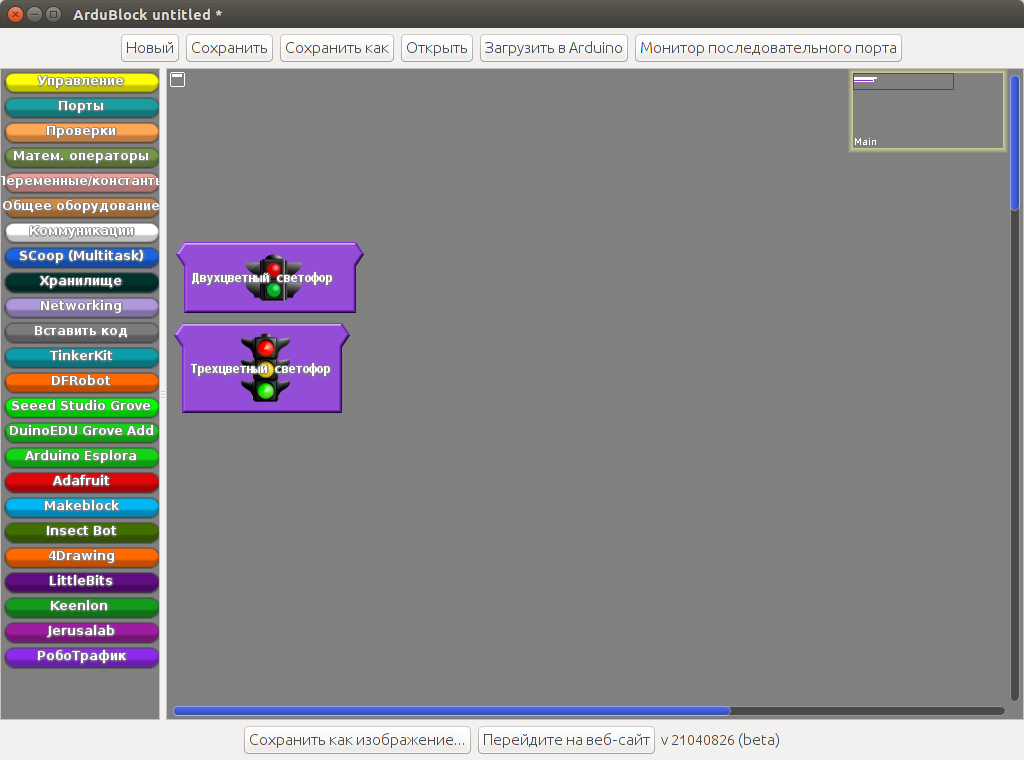 ArduBlock untitled *
Новый
Сохранить
Сохранить как
Открыть
Загрузить в Arduino
Монитор последовательного порта
Управление
Порты
Проверки
Матем. операторы
Переменные/константы
Общее оборудование
Коммуникации
SCoop (Multitask)
Хранилище
Networking
Вставить код
TinkerKit
DFRobot
Seeed Studio Grove
DuinoEDU Grove Add
Arduino Esplora
Adafruit
Makeblock
Insect Bot
4Drawing
LittleBits
Keenlon
Jerusalab
РобоТрафик
Двухцветный светофор
Трехцветный светофор
Main
Сохранить как изображение...
Перейдите на веб-сайт
v 21040826 (beta)